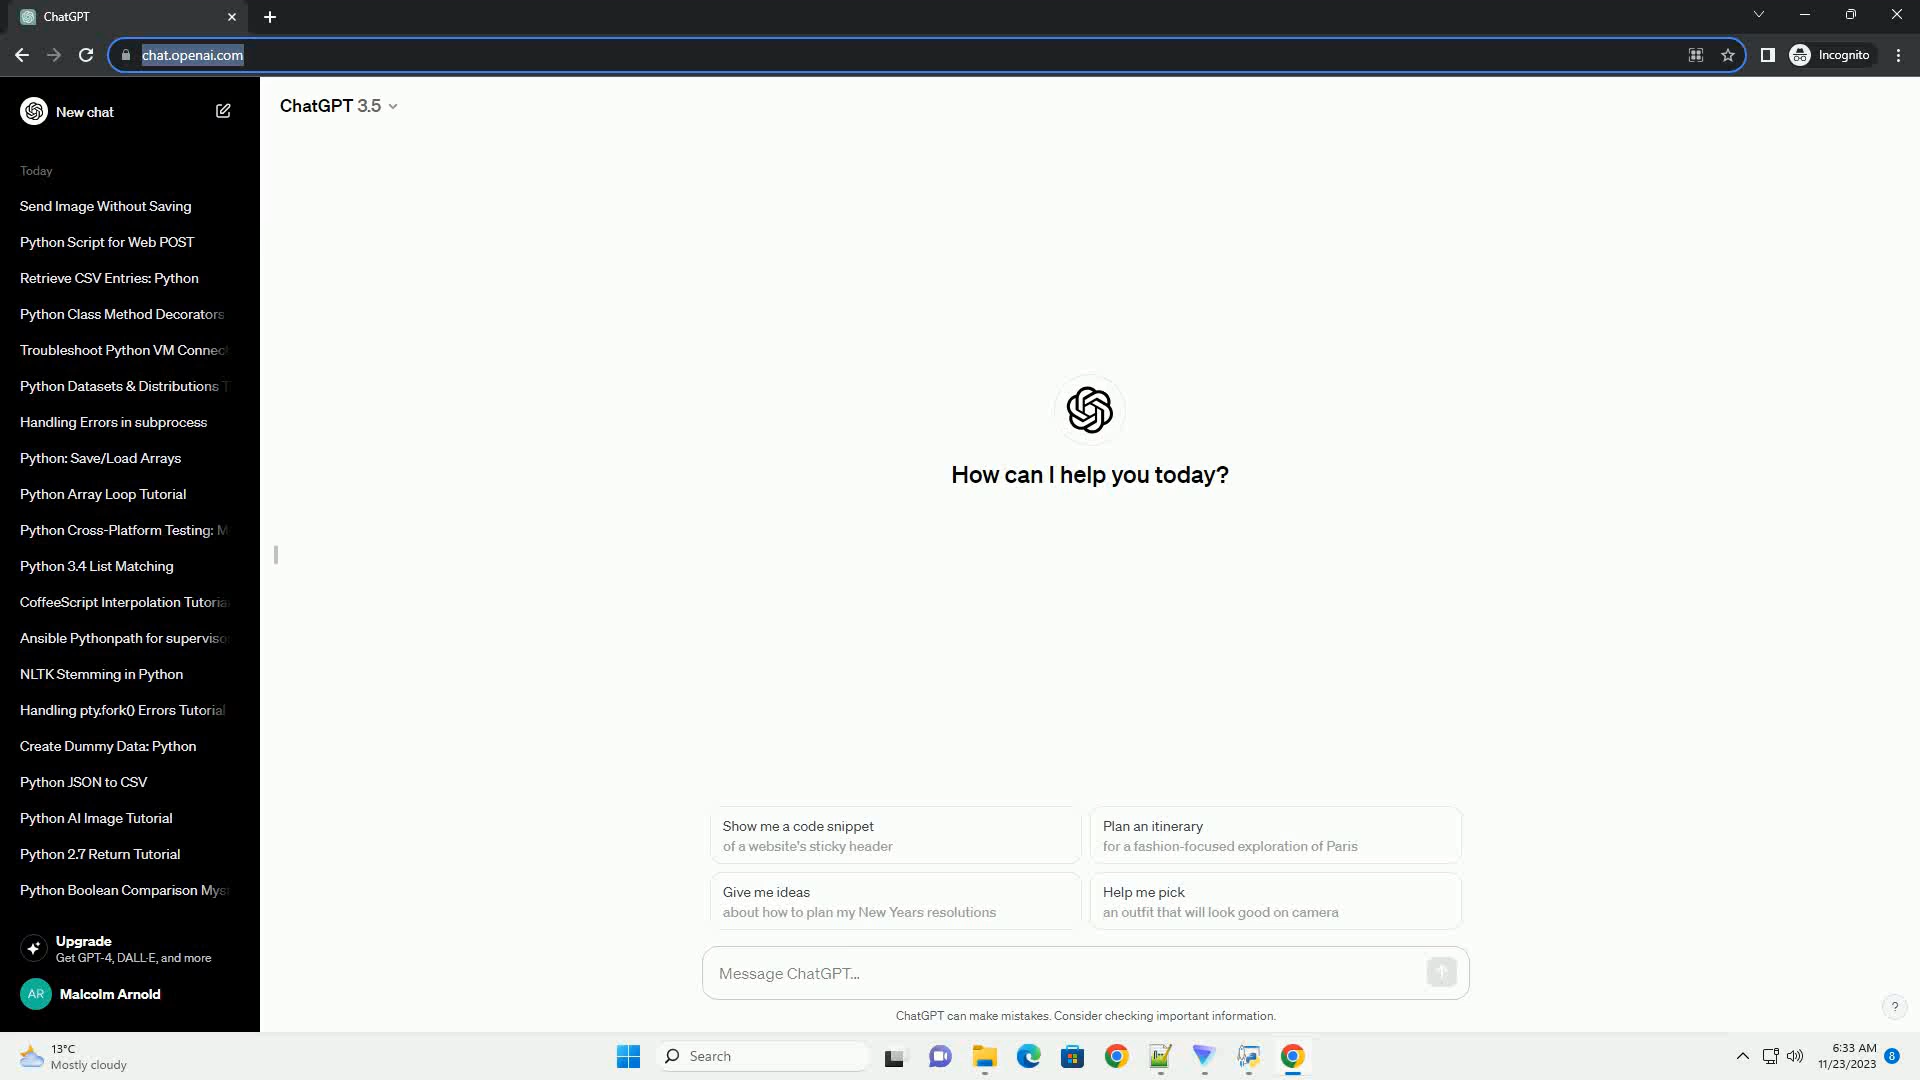 ChatGPT
chat.openai.com
Incognito
New chat
ChatGPT 3.5
Today
Send Image Without Saving
Python Script for Web POST
Retrieve CSV Entries: Python
Python Class Method Decorators
Troubleshoot Python VM Connec
Python Datasets & Distributions T
Handling Errors in subprocess
Python: Save/Load Arrays
Python Array Loop Tutorial
Python Cross-Platform Testing: M
Python 3.4 List Matching
CoffeeScript Interpolation Tutoria
Ansible Pythonpath for superviso
NLTK Stemming in Python
Handling pty.fork() Errors Tutorial
Create Dummy Data: Python
Python JSON to CSV
Python AI Image Tutorial
Python 2.7 Return Tutorial
Python Boolean Comparison Mys
Upgrade
Get GPT-4, DALL·E, and more
AR
Malcolm Arnold
How can I help you today?
Show me a code snippet
of a website's sticky header
Plan an itinerary
for a fashion-focused exploration of Paris
Give me ideas
about how to plan my New Years resolutions
Help me pick
an outfit that will look good on camera
Message ChatGPT...
ChatGPT can make mistakes. Consider checking important information.
?
13°C
Mostly cloudy
Search
6:33 AM
11/23/2023
8